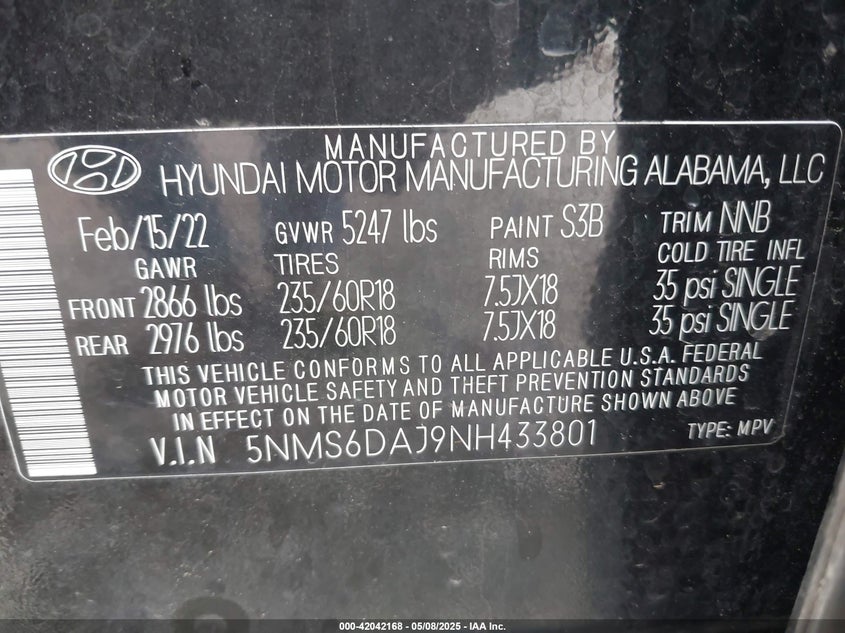 MANUFACTURED BY
HYUNDAI MOTOR MANUFACTURING ALABAMA, LLC
Feb/15/22 GVWR 5247 lbs PAINT S3B TRIM NNB
GAWR TIRES RIMS COLD TIRE INFL
FRONT 2866 lbs 235/60R18 7.5JX18 35 psi SINGLE
REAR 2976 lbs 235/60R18 7.5JX18 35 psi SINGLE
THIS VEHICLE CONFORMS TO ALL APPLICABLE U.S.A. FEDERAL
MOTOR VEHICLE SAFETY AND THEFT PREVENTION STANDARDS
IN EFFECT ON THE DATE OF MANUFACTURE SHOWN ABOVE
V.I.N 5NMS6DAJ9NH433801 TYPE: MPV
000-42042168 - 05/08/2025 - IAA Inc.